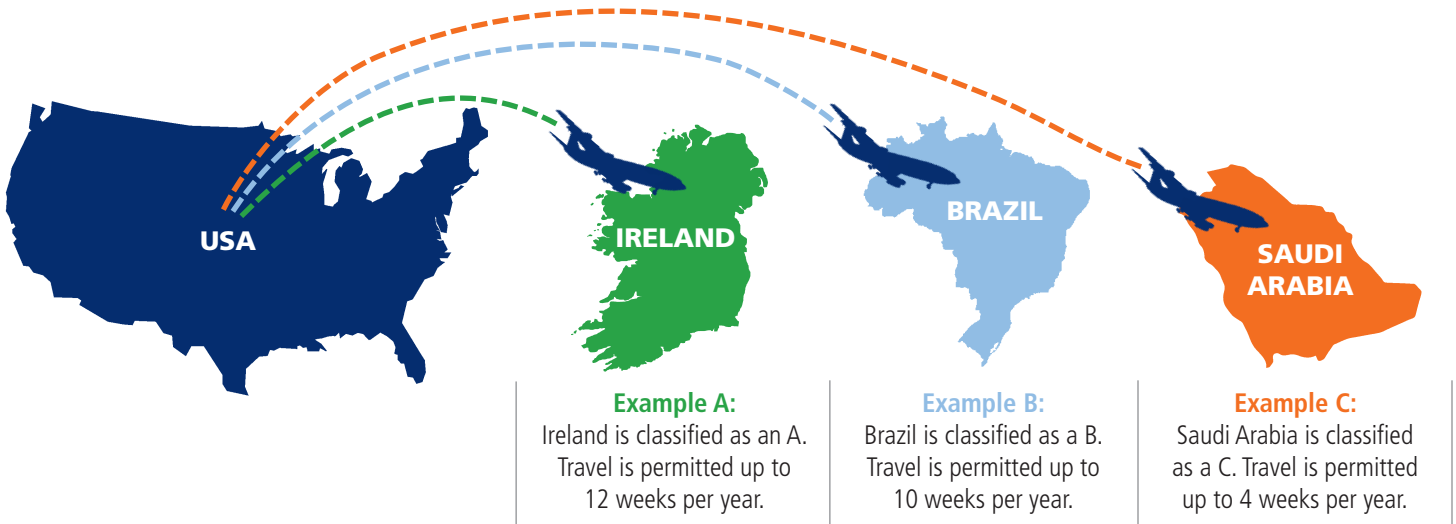 USA
IRELAND
BRAZIL
SAUDI
ARABIA
Example A:
Ireland is classified as an A.
Travel is permitted up to
12 weeks per year.
Example B:
Brazil is classified as a B.
Travel is permitted up to
10 weeks per year.
Example C:
Saudi Arabia is classified
as a C. Travel is permitted
up to 4 weeks per year.